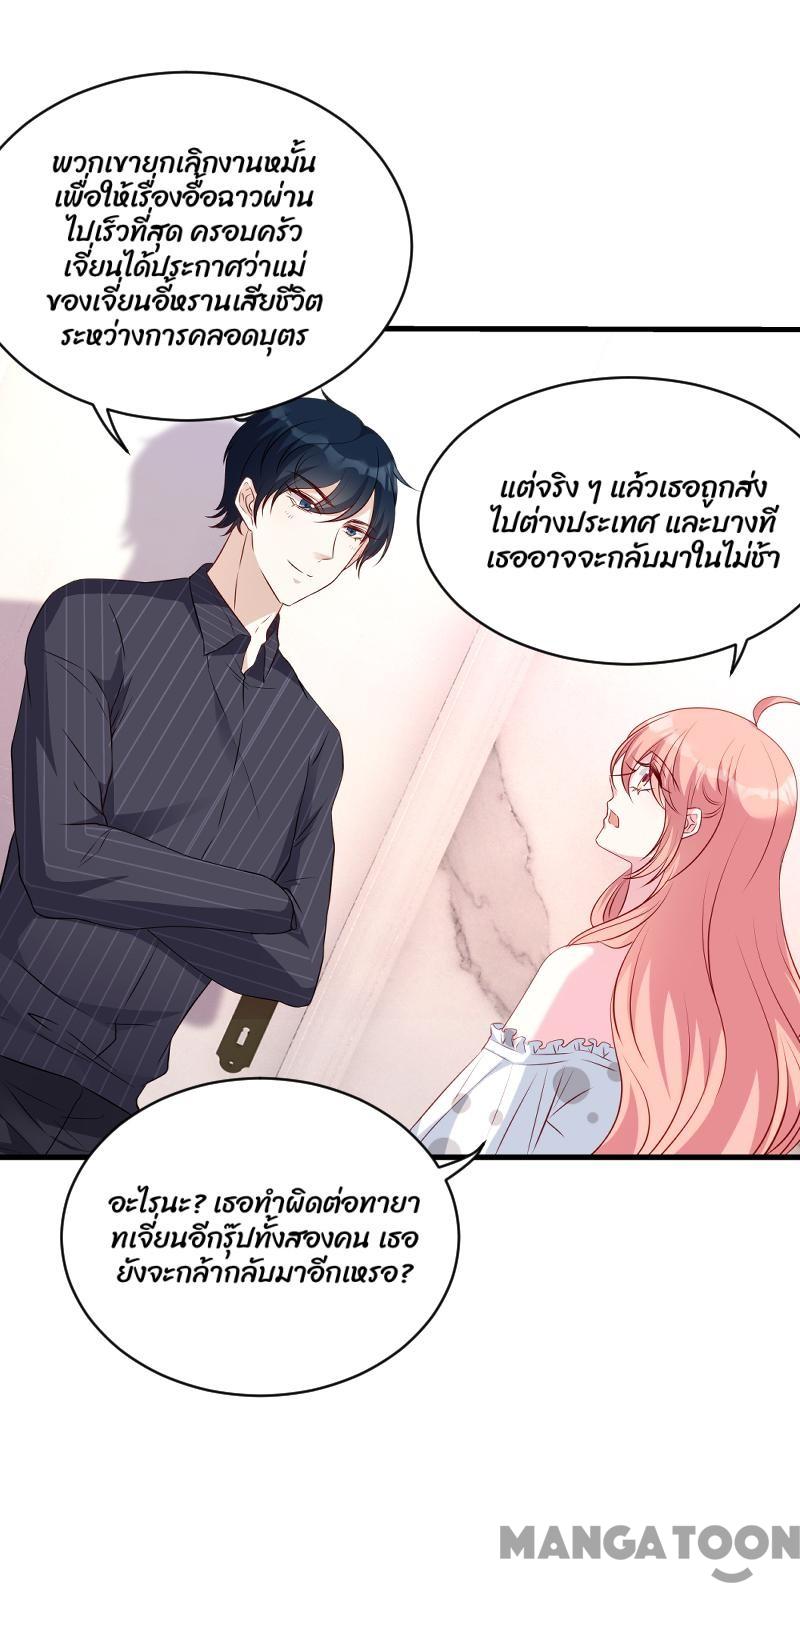 พวกเขายกเลิกงานหมั้น
เพื่อให้เรื่องอื้อฉาวผ่าน
ไปเร็วที่สุด ครอบครัว
เจี่ยนได้ประกาศว่าแม่
ของเจี่ยนอี้หรานเสียชีวิต
ระหว่างการคลอดบุตร
แต่จริง ๆ แล้วเธอถูกส่ง
ไปต่างประเทศ และบางที
เธออาจจะกลับมาในไม่ช้า
อะไรนะ? เธอทำผิดต่อทายา
ทเจี่ยนอีกรุ๊ปทั้งสองคน เธอ
ยังจะกล้ากลับมาอีกเหรอ?
MANGATOON